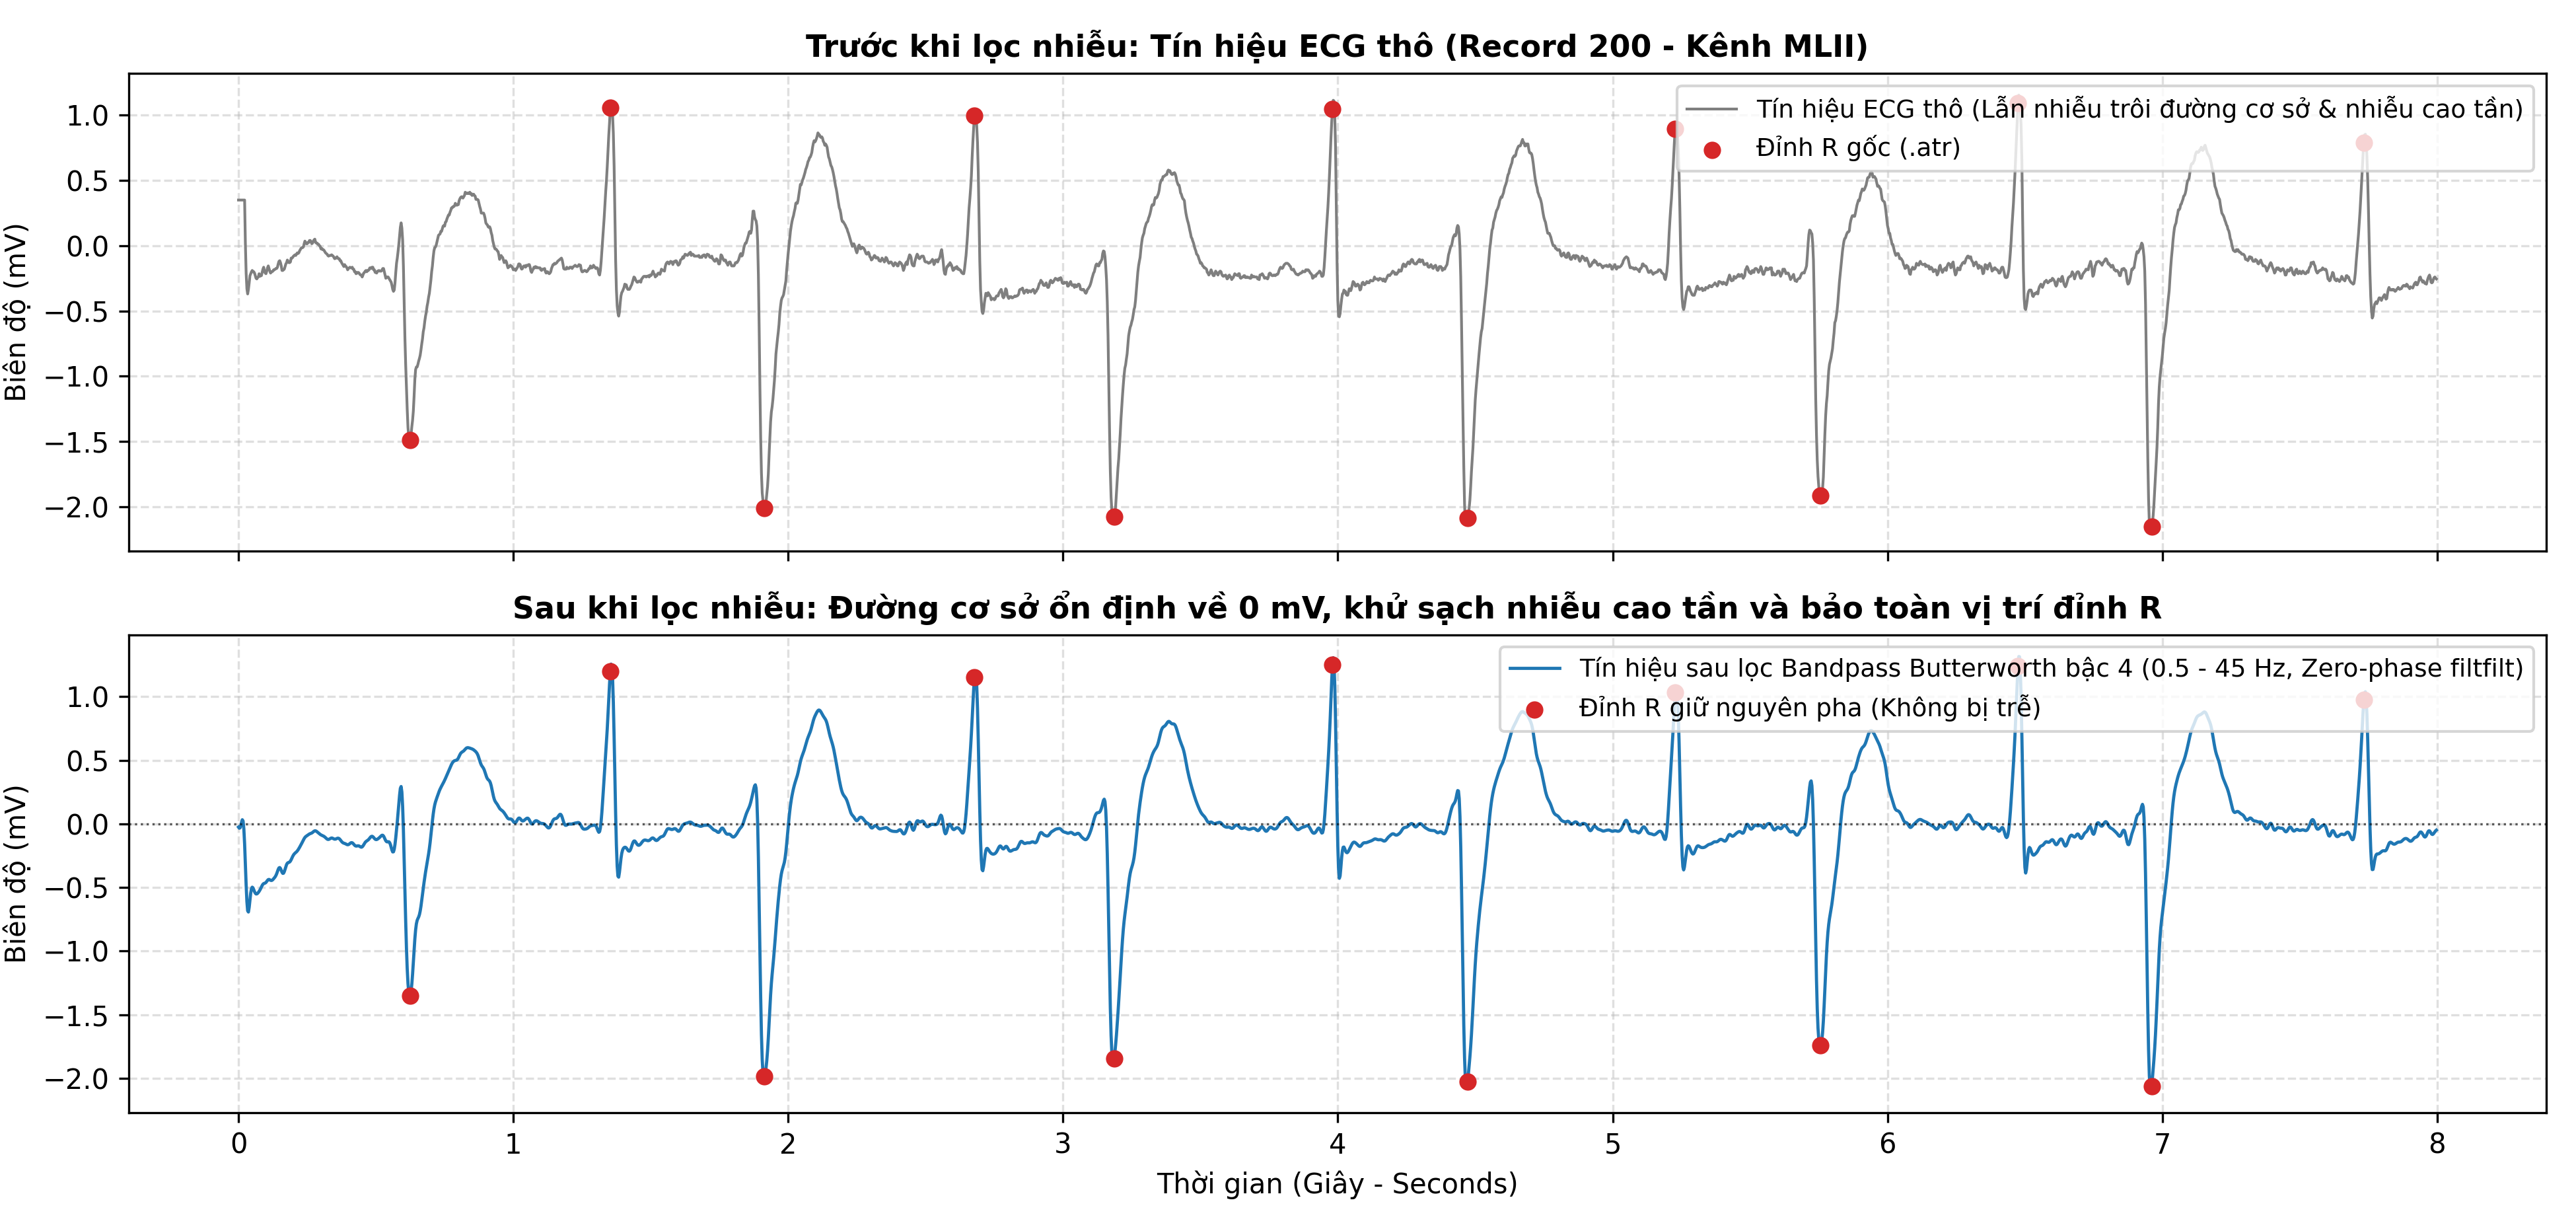 Trước khi lọc nhiễu: Tín hiệu ECG thô (Record 200 - Kênh MLII)
Tín hiệu ECG thô (Lẫn nhiễu trôi đường cơ sở & nhiễu cao tần)
Đỉnh R gốc (.atr)
Biên độ (mV)
1.0
0.5
0.0
−0.5
−1.0
−1.5
−2.0
Sau khi lọc nhiễu: Đường cơ sở ổn định về 0 mV, khử sạch nhiễu cao tần và bảo toàn vị trí đỉnh R
Tín hiệu sau lọc Bandpass Butterworth bậc 4 (0.5 - 45 Hz, Zero-phase filtfilt)
Đỉnh R giữ nguyên pha (Không bị trễ)
Biên độ (mV)
1.0
0.5
0.0
−0.5
−1.0
−1.5
−2.0
0 1 2 3 4 5 6 7 8
Thời gian (Giây - Seconds)